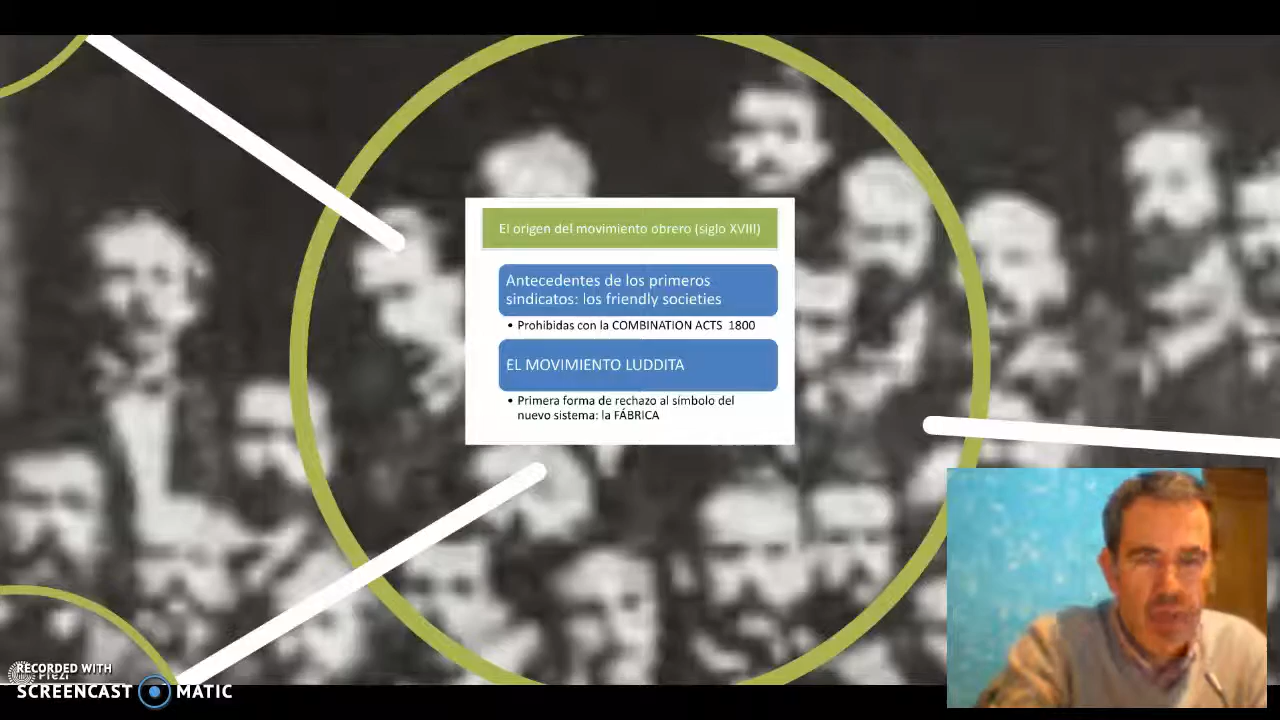 El origen del movimiento obrero (siglo XVIII)
Antecedentes de los primeros
sindicatos: los friendly societies
• Prohibidas con la COMBINATION ACTS 1800
EL MOVIMIENTO LUDDITA
• Primera forma de rechazo al símbolo del
nuevo sistema: la FÁBRICA
RECORDED WITH
Prezi
SCREENCAST MATIC